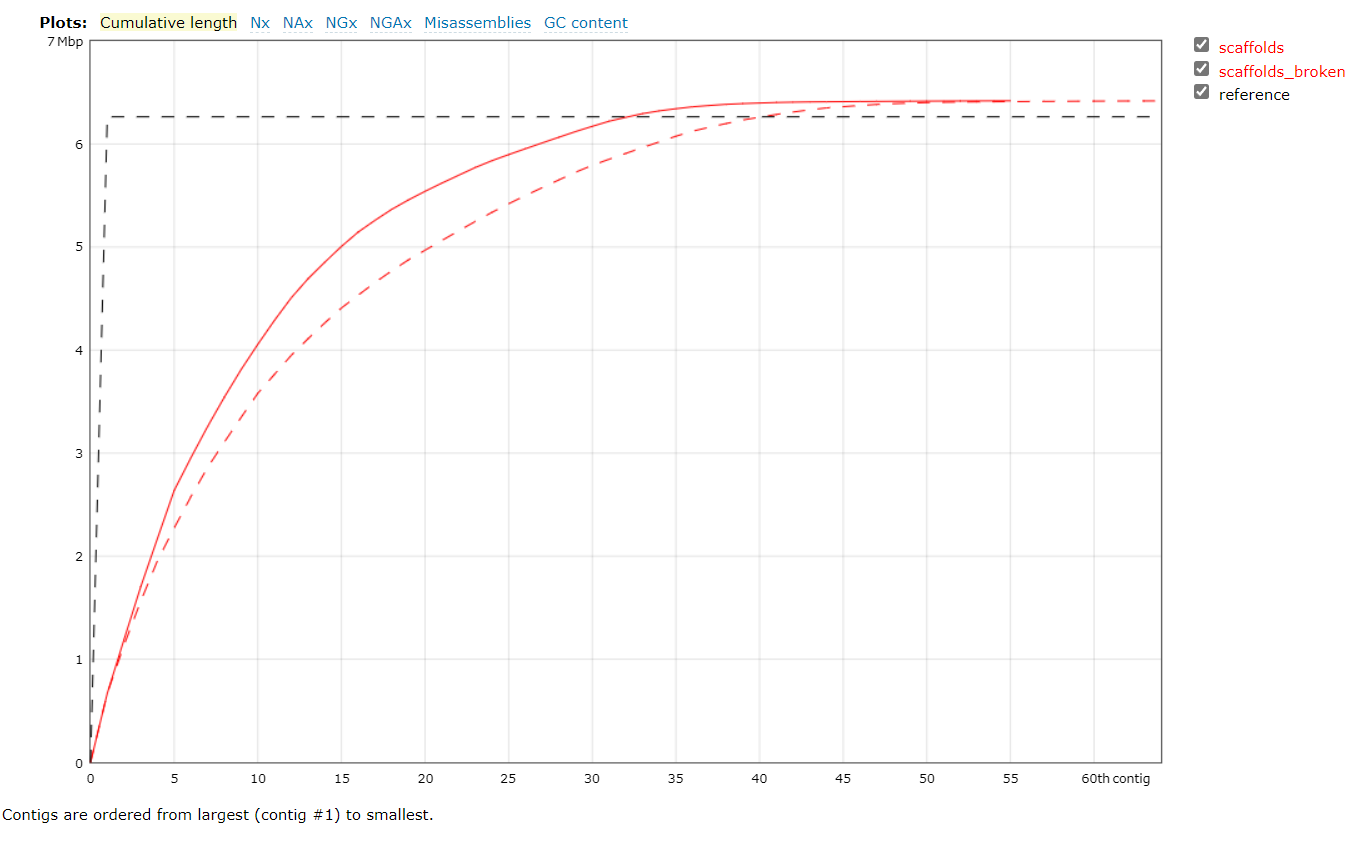 Plots: Cumulative length Nx NAx NGx NGAx Misassemblies GC content
7 Mbp
6
5
4
3
2
1
0
0 5 10 15 20 25 30 35 40 45 50 55 60th contig
scaffolds
scaffolds_broken
reference
Contigs are ordered from largest (contig #1) to smallest.